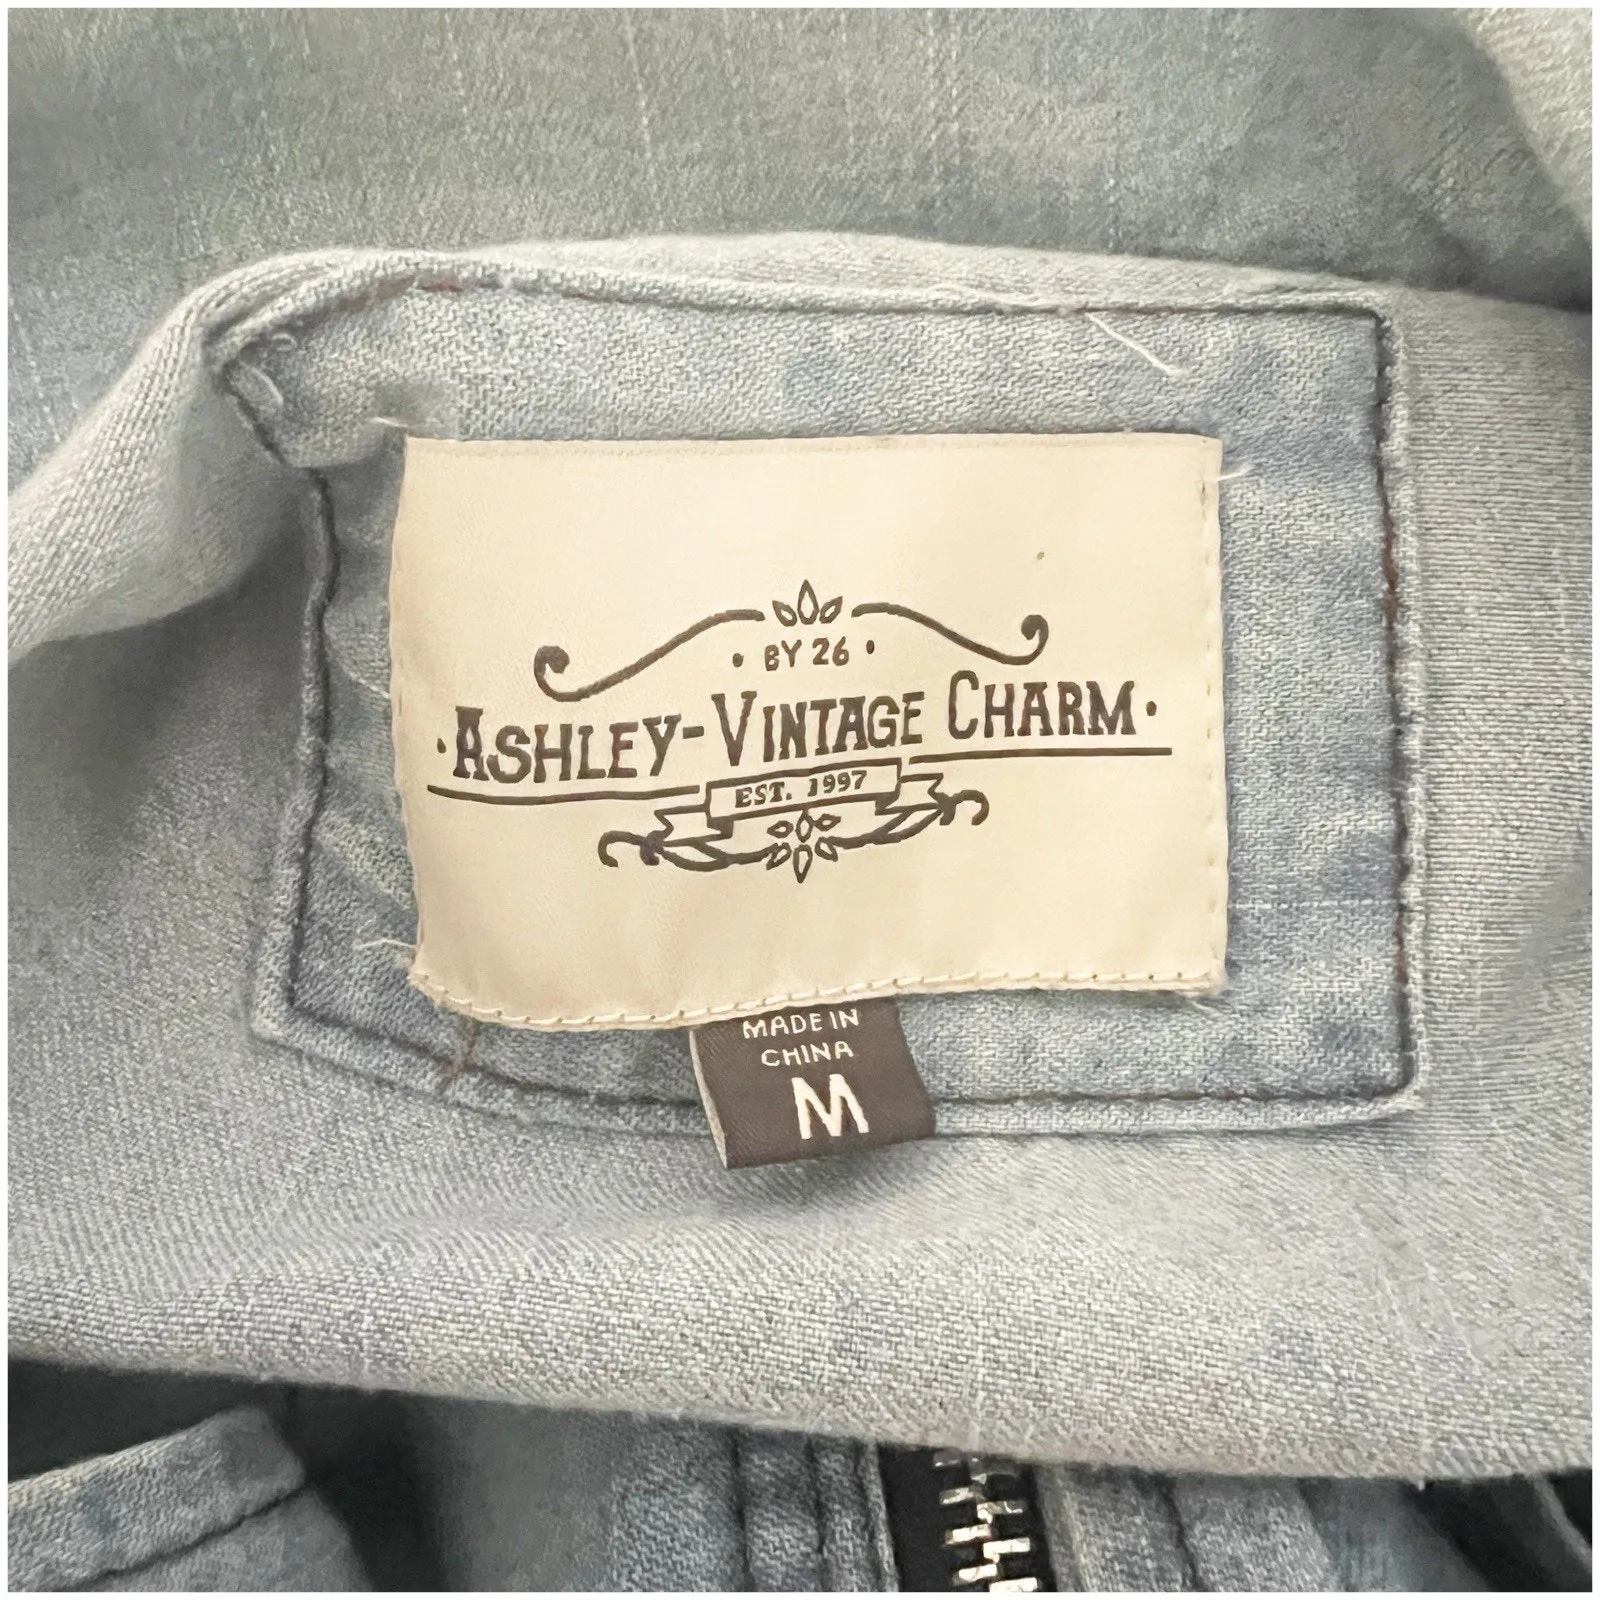 • BY 26 •
• ASHLEY-VINTAGE CHARM •
EST. 1997
MADE IN
CHINA
M